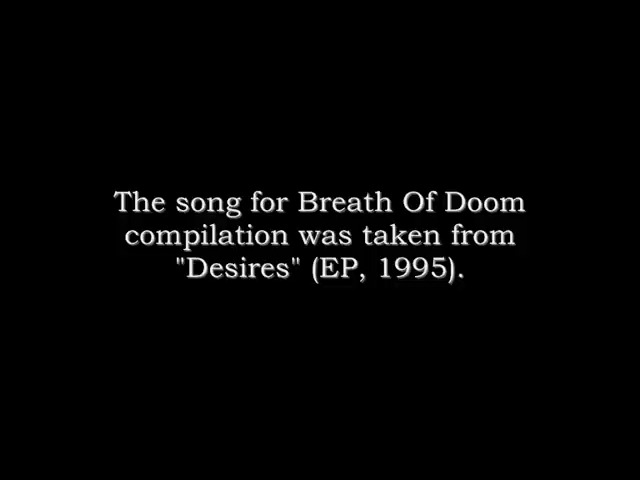 The song for Breath Of Doom
compilation was taken from
"Desires" (EP, 1995).